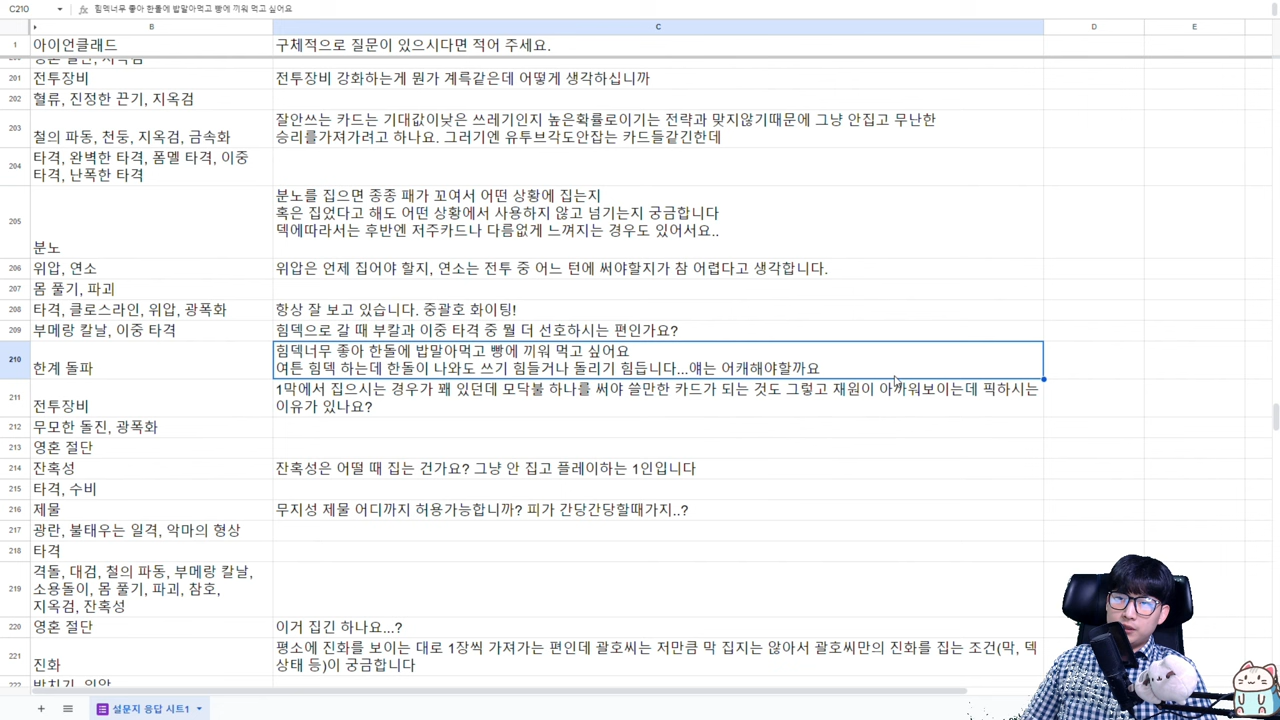 C210
fx 힘멕너무 좋아 한돌에 밥말아먹고 빵에 끼워 먹고 싶어요
B C D E
1 아이언클래드 구체적으로 질문이 있으시다면 적어 주세요.
201 전투장비 전투장비 강화하는게 뭔가 계륵같은데 어떻게 생각하십니까
202 혈류, 진정한 끈기, 지옥검
203 철의 파동, 천둥, 지옥검, 금속화
잘안쓰는 카드는 기대값이낮은 쓰레기인지 높은확률로이기는 전략과 맞지않기때문에 그냥 안집고 무난한
승리를가져가려고 하나요. 그러기엔 유투브각도안잡는 카드들같긴한데
204 타격, 완벽한 타격, 폼멜 타격, 이중
타격, 난폭한 타격
205 분노
분노를 집으면 종종 패가 꼬여서 어떤 상황에 집는지
혹은 집었다고 해도 어떤 상황에서 사용하지 않고 넘기는지 궁금합니다
덱에따라서는 후반엔 저주카드나 다름없게 느껴지는 경우도 있어서요..
206 위압, 연소 위압은 언제 집어야 할지, 연소는 전투 중 어느 턴에 써야할지가 참 어렵다고 생각합니다.
207 몸 풀기, 파괴
208 타격, 클로스라인, 위압, 광폭화 항상 잘 보고 있습니다. 중괄호 화이팅!
209 부메랑 칼날, 이중 타격 힘덱으로 갈 때 부칼과 이중 타격 중 뭘 더 선호하시는 편인가요?
210 한계 돌파
힘덱너무 좋아 한돌에 밥말아먹고 빵에 끼워 먹고 싶어요
여튼 힘덱 하는데 한돌이 나와도 쓰기 힘들거나 돌리기 힘듭니다...얘는 어캐해야할까요
211 전투장비
1막에서 집으시는 경우가 꽤 있던데 모닥불 하나를 써야 쓸만한 카드가 되는 것도 그렇고 재원이 아까워보이는데 픽하시는
이유가 있나요?
212 무모한 돌진, 광폭화
213 영혼 절단
214 잔혹성 잔혹성은 어떨 때 집는 건가요? 그냥 안 집고 플레이하는 1인입니다
215 타격, 수비
216 제물 무지성 제물 어디까지 허용가능합니까? 피가 간당간당할때가지..?
217 광란, 불태우는 일격, 악마의 형상
218 타격
219 격돌, 대검, 철의 파동, 부메랑 칼날,
소용돌이, 몸 풀기, 파괴, 참호,
지옥검, 잔혹성
220 영혼 절단 이거 집긴 하나요...?
221 진화
평소에 진화를 보이는 대로 1장씩 가져가는 편인데 괄호씨는 저만큼 막 집지는 않아서 괄호씨만의 진화를 집는 조건(막, 덱
상태 등)이 궁금합니다
222
설문지 응답 시트1